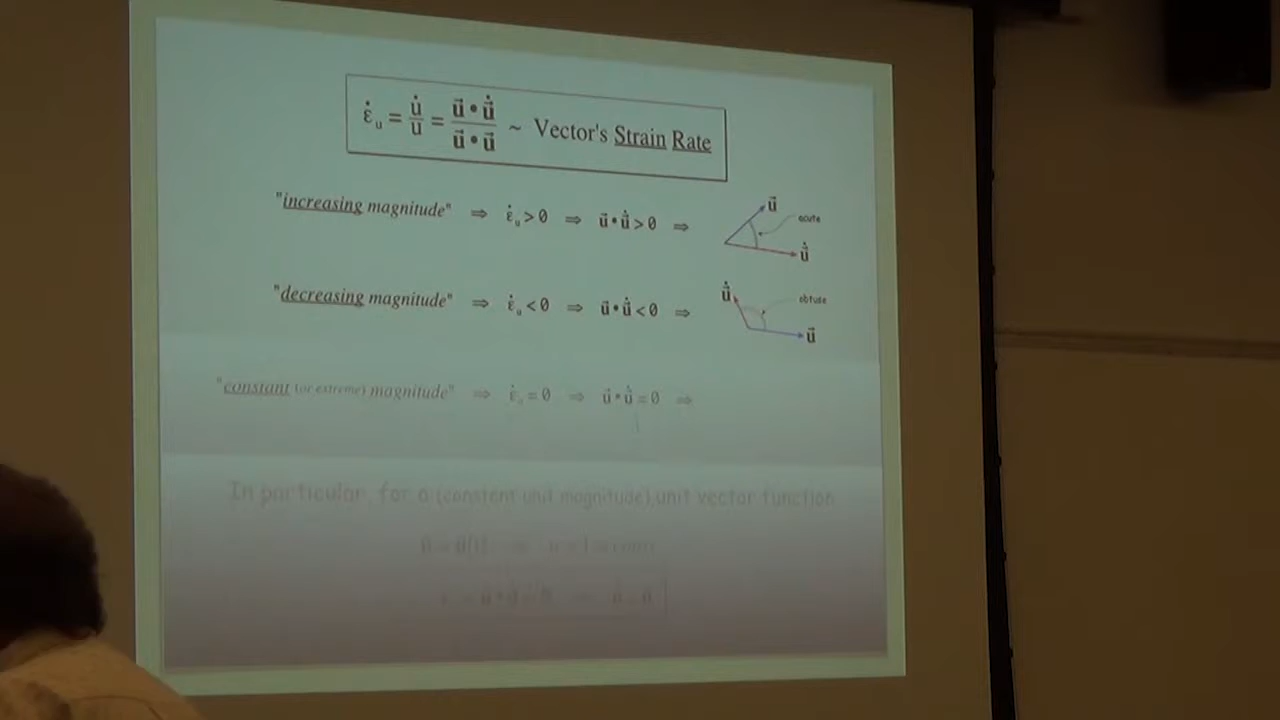 ε̇ᵤ = u̇/u = (u⃗ • u⃗̇)/(u⃗ • u⃗) ~ Vector's Strain Rate
"increasing magnitude" ⇒ ε̇ᵤ > 0 ⇒ u⃗ • u⃗̇ > 0 ⇒
u⃗
acute
u⃗̇
"decreasing magnitude" ⇒ ε̇ᵤ < 0 ⇒ u⃗ • u⃗̇ < 0 ⇒
u⃗̇
obtuse
u⃗
"constant (or extreme) magnitude" ⇒ ε̇ᵤ = 0 ⇒ u⃗ • u⃗̇ = 0 ⇒
In particular, for a (constant unit magnitude) unit vector function